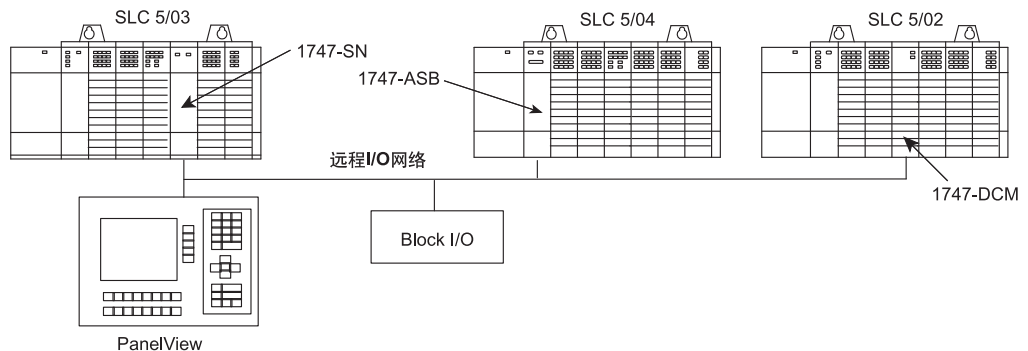 SLC 5/03
SLC 5/04
SLC 5/02
1747-SN
1747-ASB
远程I/O网络
1747-DCM
Block I/O
PanelView